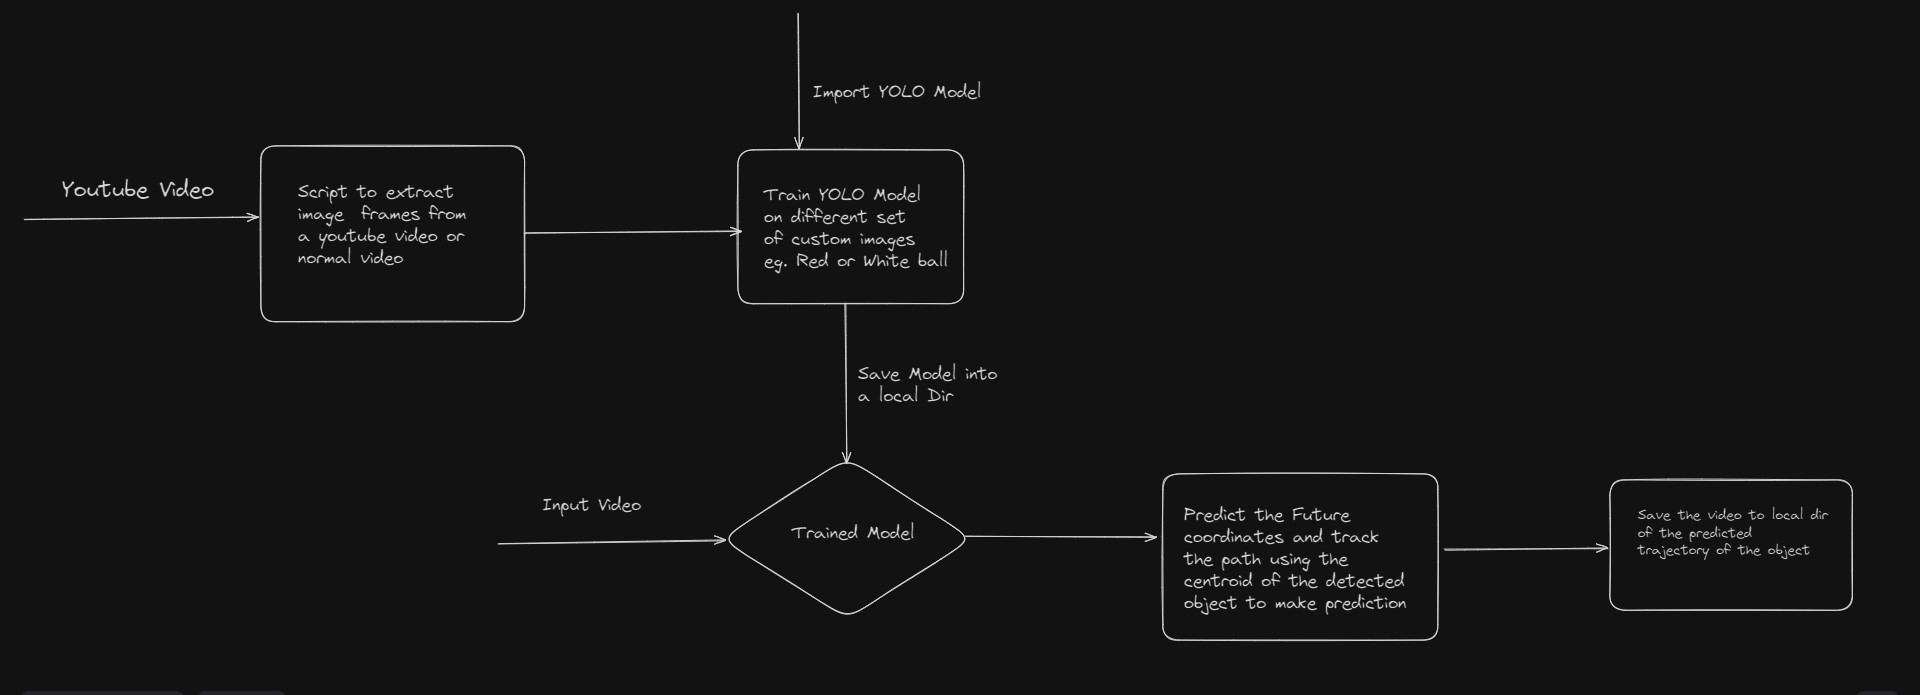 Import YOLO Model
Youtube Video
Script to extract
image frames from
a youtube video or
normal video
Train YOLO Model
on different set
of custom images
eg. Red or White ball
Save Model into
a local Dir
Input Video
Trained Model
Predict the Future
coordinates and track
the path using the
centroid of the detected
object to make prediction
Save the video to local dir
of the predicted
trajectory of the object